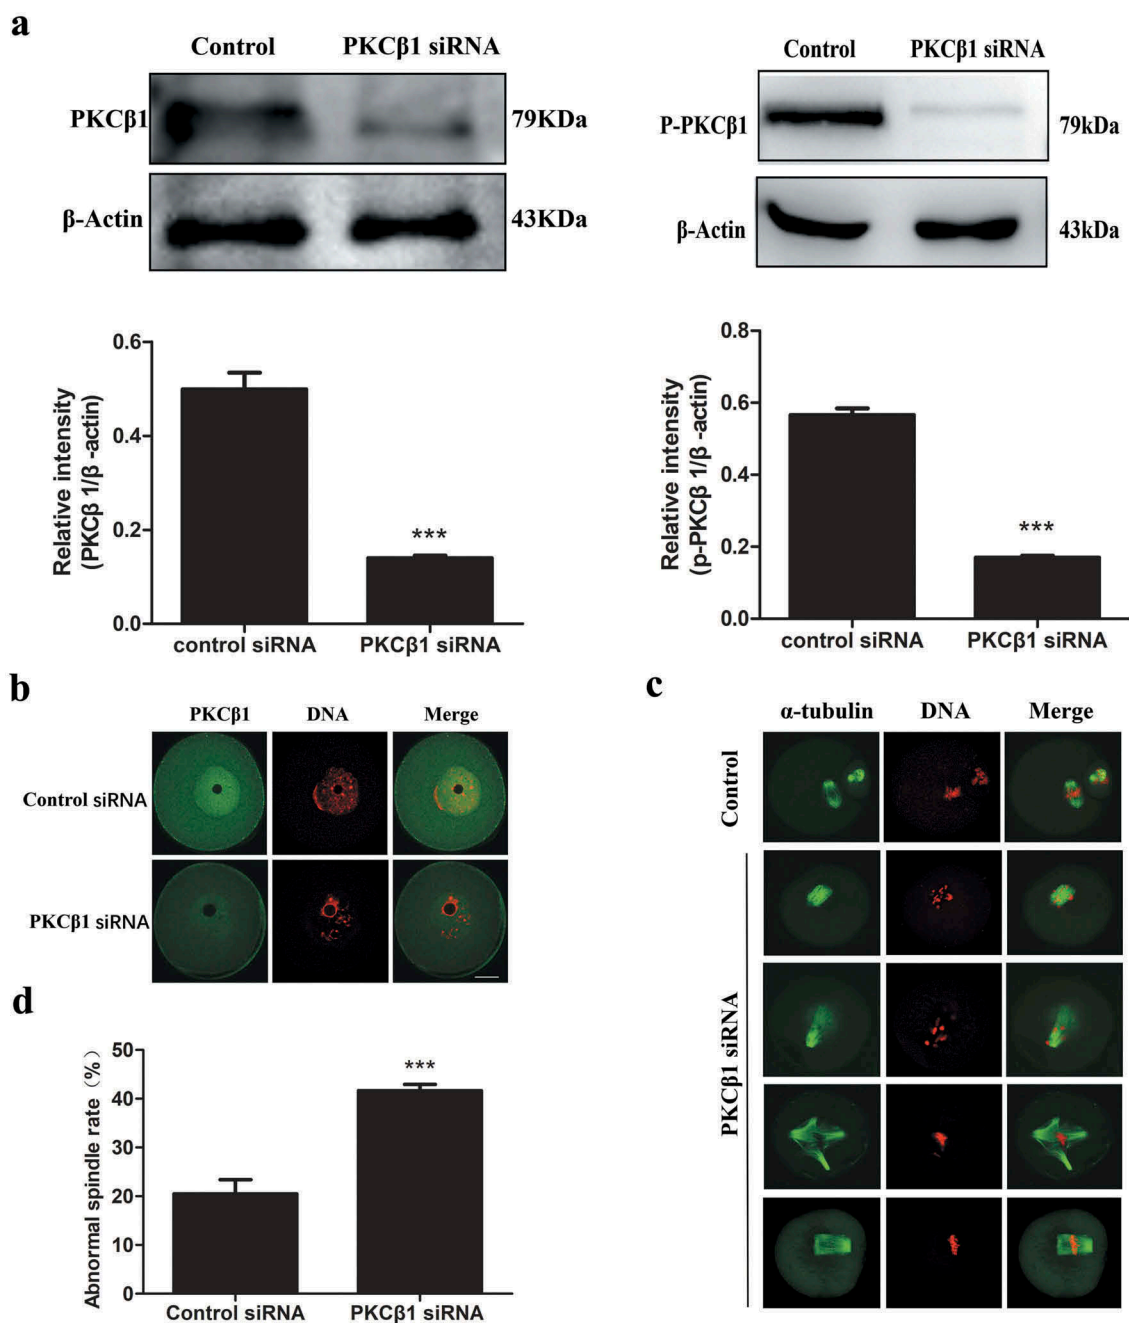 a
Control PKCβ1 siRNA
PKCβ1 79KDa
β-Actin 43KDa
Control PKCβ1 siRNA
P-PKCβ1 79kDa
β-Actin 43kDa
Relative intensity
(PKCβ 1/β -actin)
0.6
0.4
0.2
0.0
***
control siRNA PKCβ1 siRNA
Relative intensity
(p-PKCβ 1/β -actin)
0.8
0.6
0.4
0.2
0.0
***
control siRNA PKCβ1 siRNA
b
PKCβ1 DNA Merge
Control siRNA
PKCβ1 siRNA
c
α-tubulin DNA Merge
Control
PKCβ1 siRNA
d
Abnormal spindle rate (%)
50
40
30
20
10
0
***
Control siRNA PKCβ1 siRNA